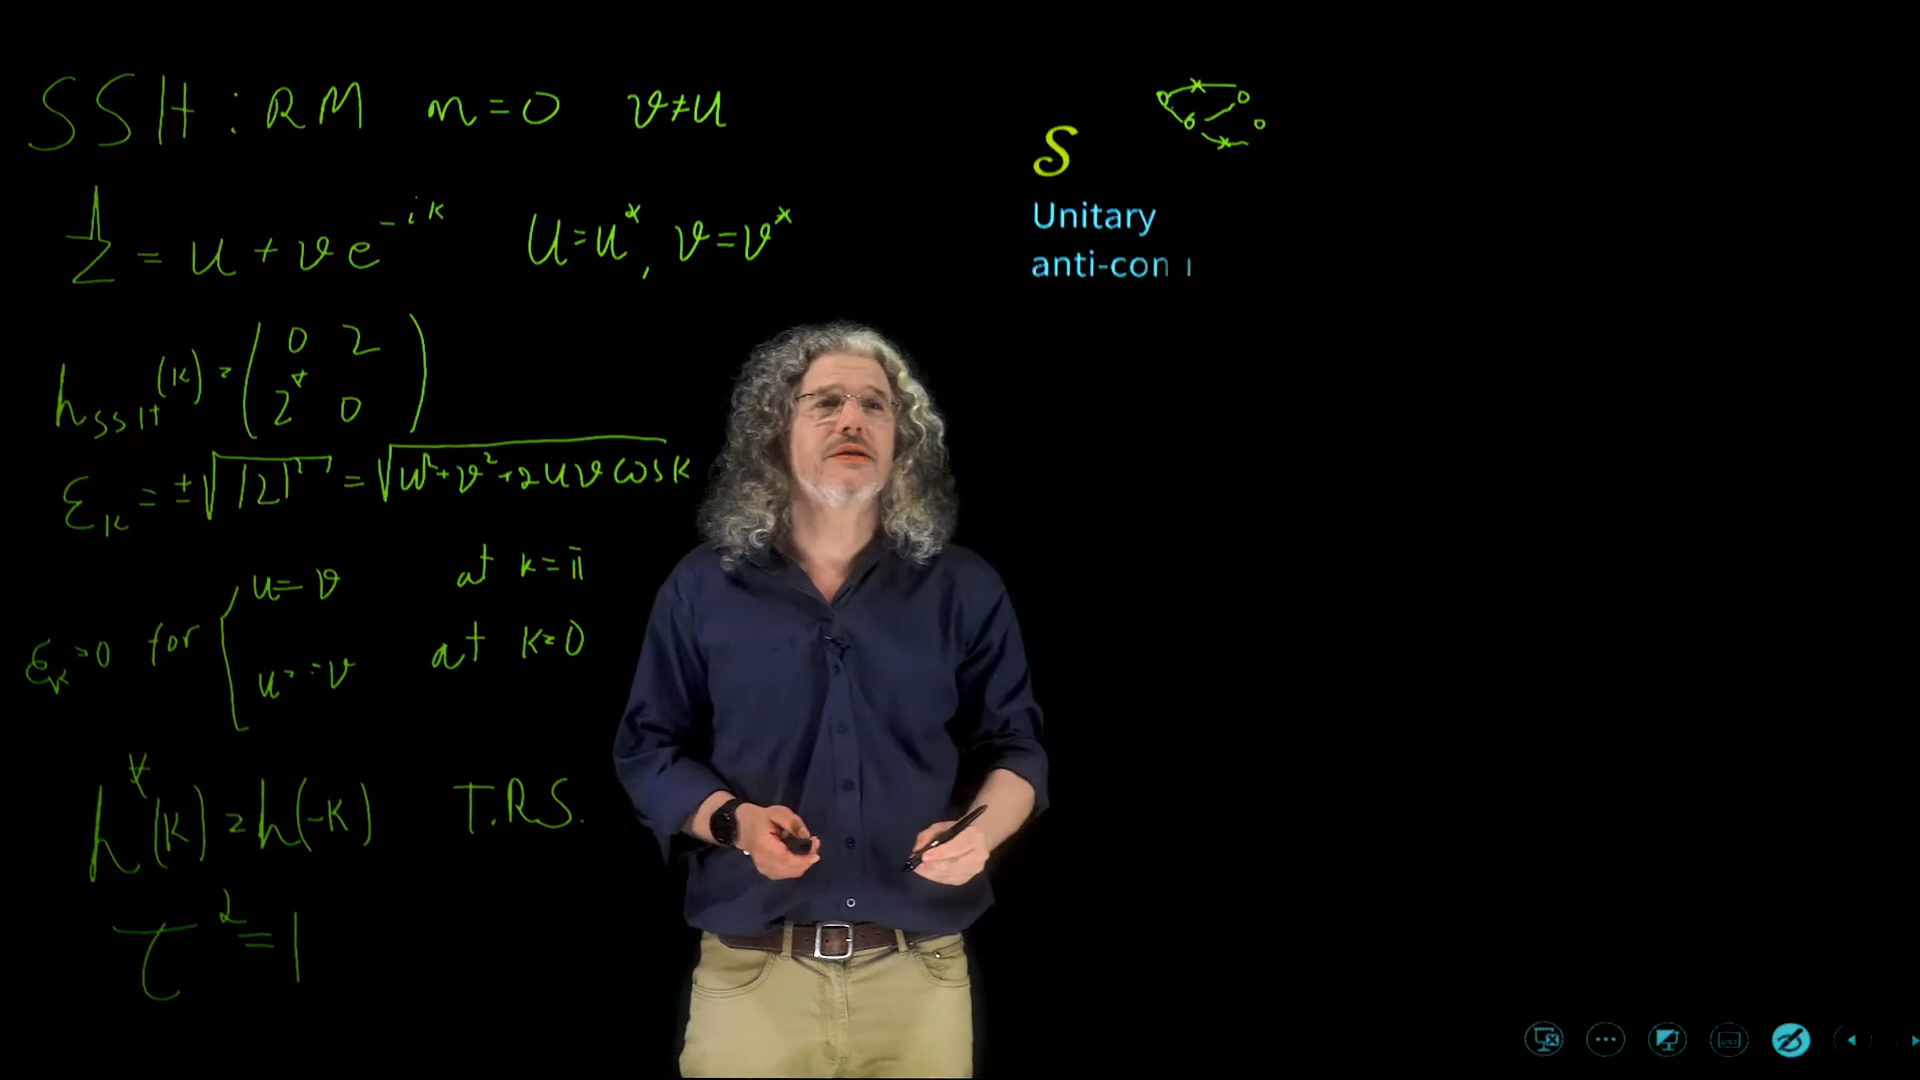 SSH : RM m=0 v≠u
z = u + v e^{-ik} u=u*, v=v*
h_{SSH}(k) = ( 0 z
z* 0 )
ε_k = ±√|z|² = √u²+v²+2uv cos k
ε_k=0 for { u=v at k=π
u=-v at k=0
h*(k) = h(-k) T.R.S.
τ² = 1
S
Unitary
anti-con